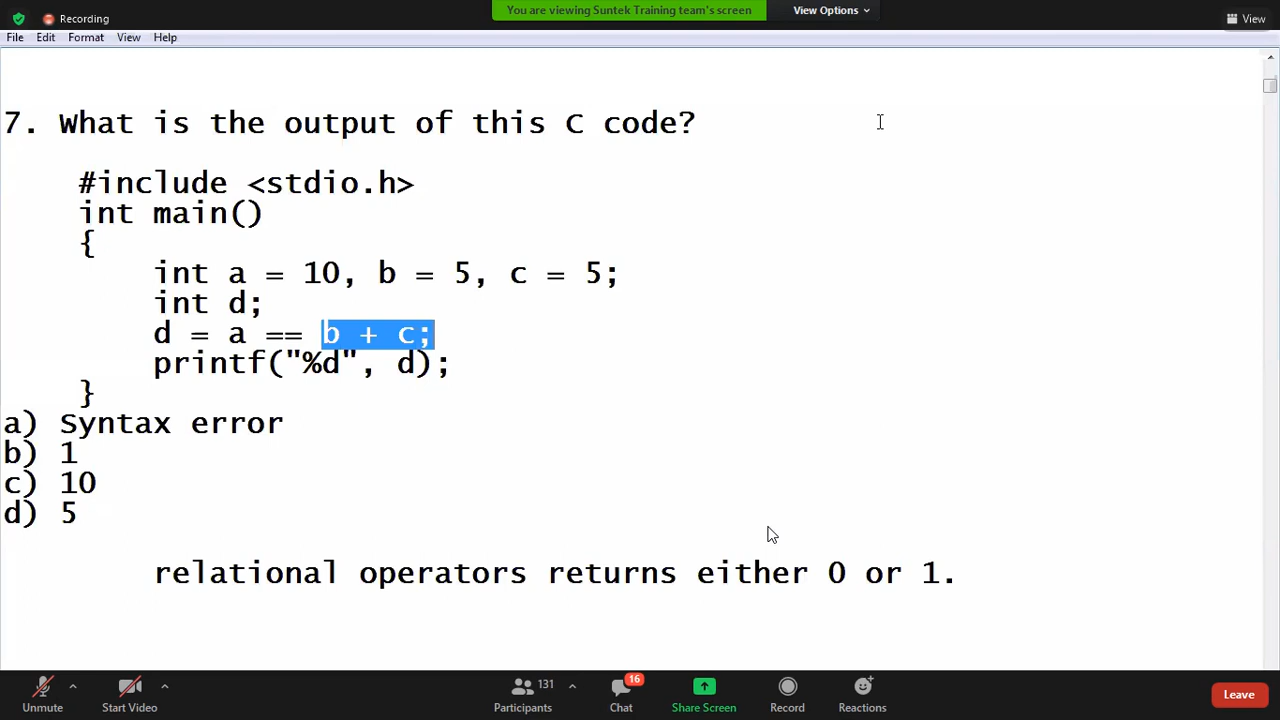 Recording
You are viewing Suntek Training team's screen
View Options
View
File Edit Format View Help
7. What is the output of this C code?
#include <stdio.h>
int main()
{
int a = 10, b = 5, c = 5;
int d;
d = a == b + c;
printf("%d", d);
}
a) Syntax error
b) 1
c) 10
d) 5
relational operators returns either 0 or 1.
Unmute
Start Video
131
Participants
16
Chat
Share Screen
Record
Reactions
Leave